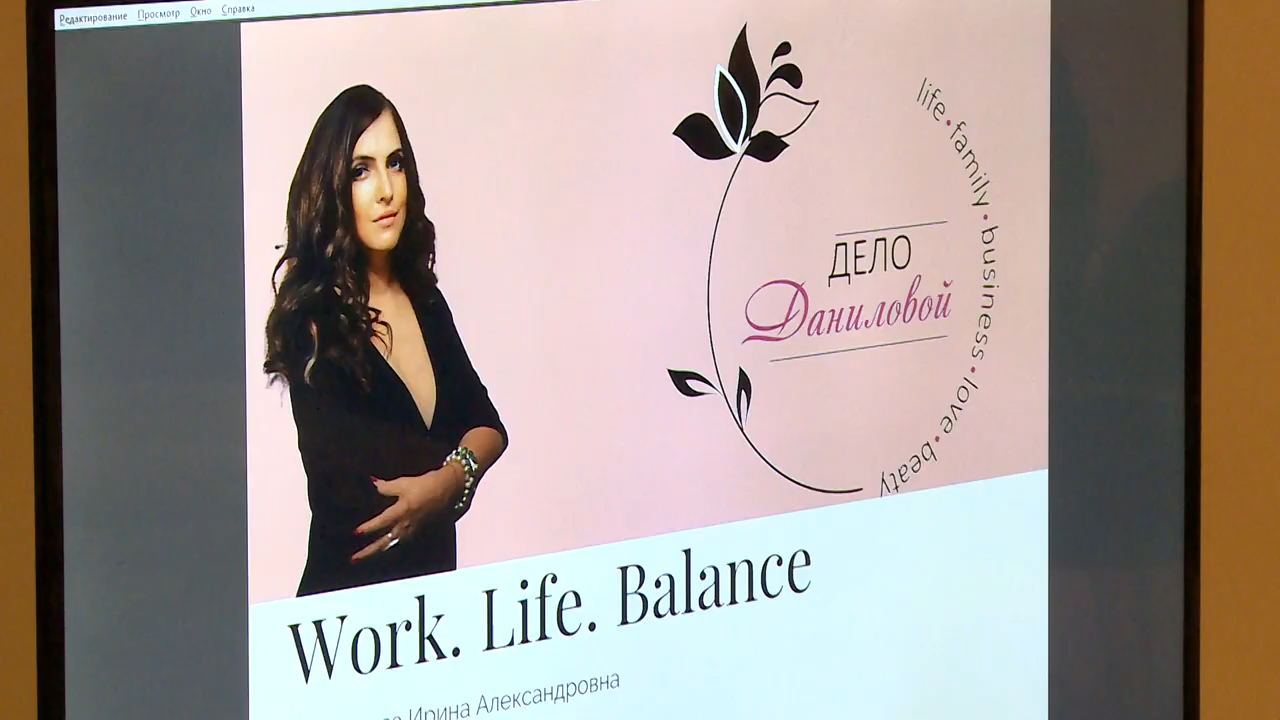 Редактирование Просмотр Окно Справка
life • family • business • love • beaty
ДЕЛО
Даниловой
Work. Life. Balance
Ирина Александровна